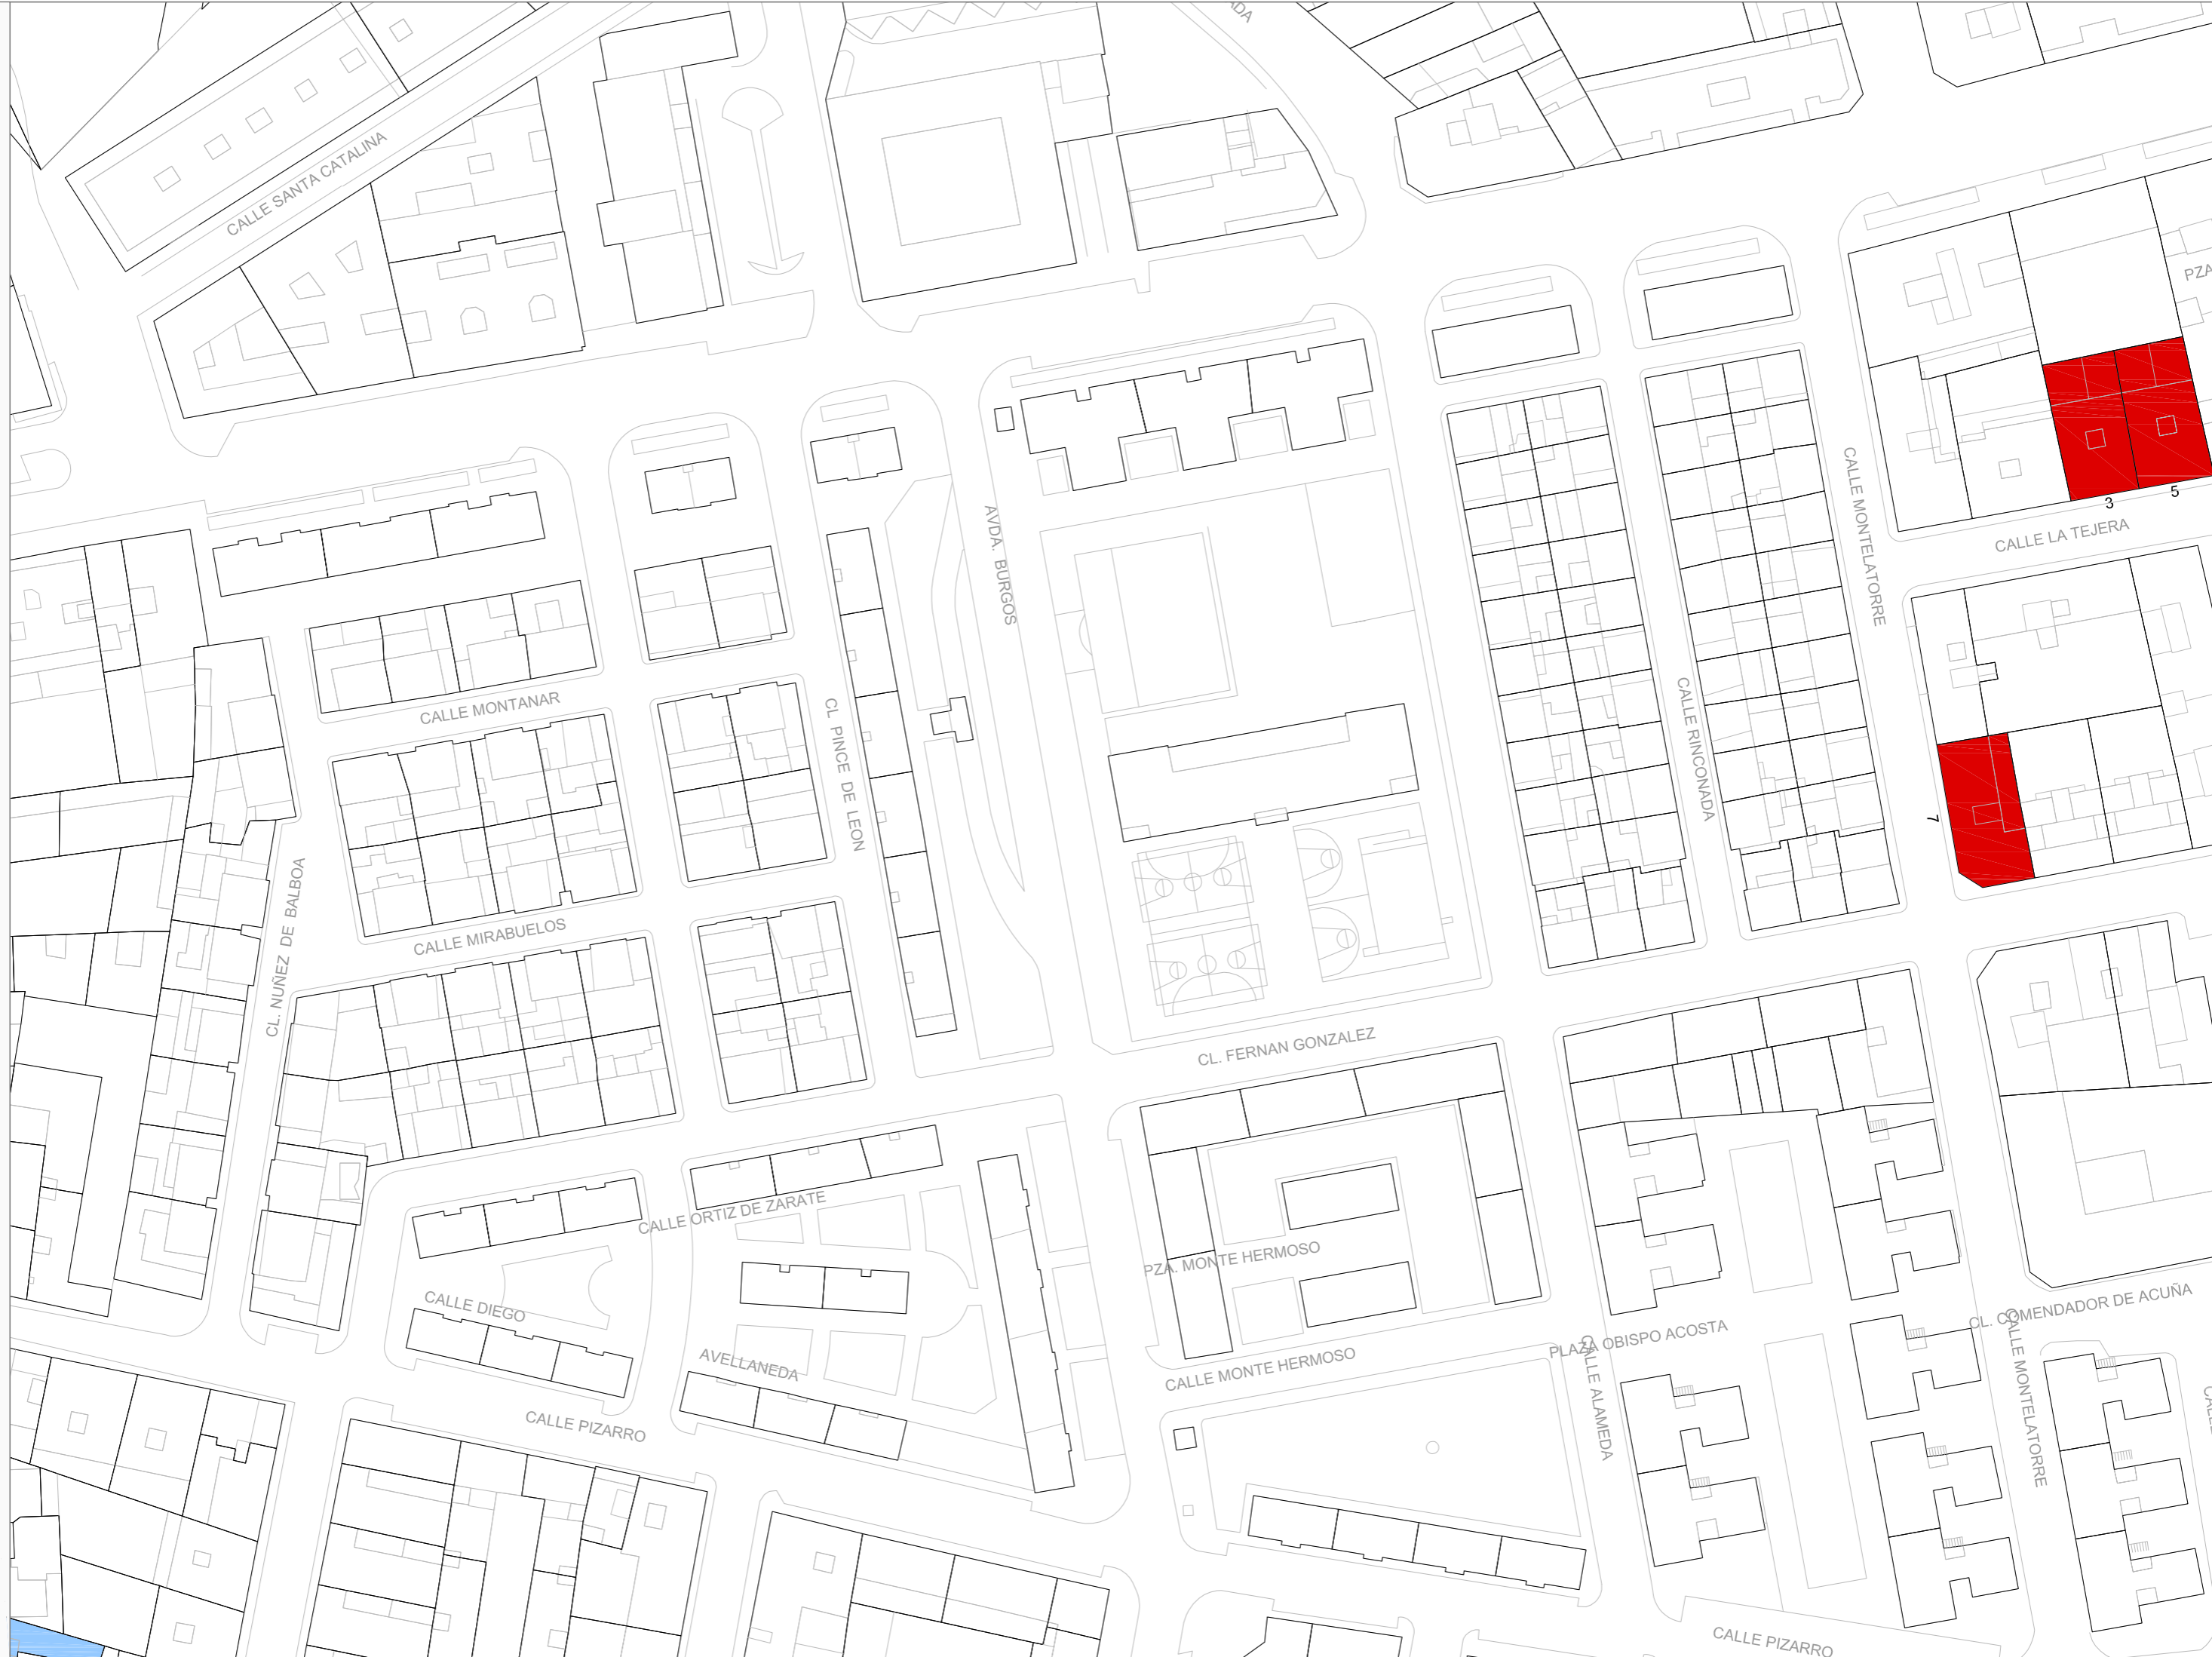 ADA
CALLE SANTA CATALINA
PZA
3
5
CALLE LA TEJERA
CALLE MONTELATORRE
AVDA. BURGOS
CALLE MONTANAR
CL. PINCE DE LEON
CALLE RINCONADA
7
CL. NUÑEZ DE BALBOA
CALLE MIRABUELOS
CL. FERNAN GONZALEZ
CALLE ORTIZ DE ZARATE
PZA. MONTE HERMOSO
CALLE DIEGO
AVELLANEDA
CL. COMENDADOR DE ACUÑA
PLAZA OBISPO ACOSTA
CALLE MONTE HERMOSO
CALLE ALAMEDA
CALLE MONTELATORRE
CALLE PIZARRO
CALLE PIZARRO